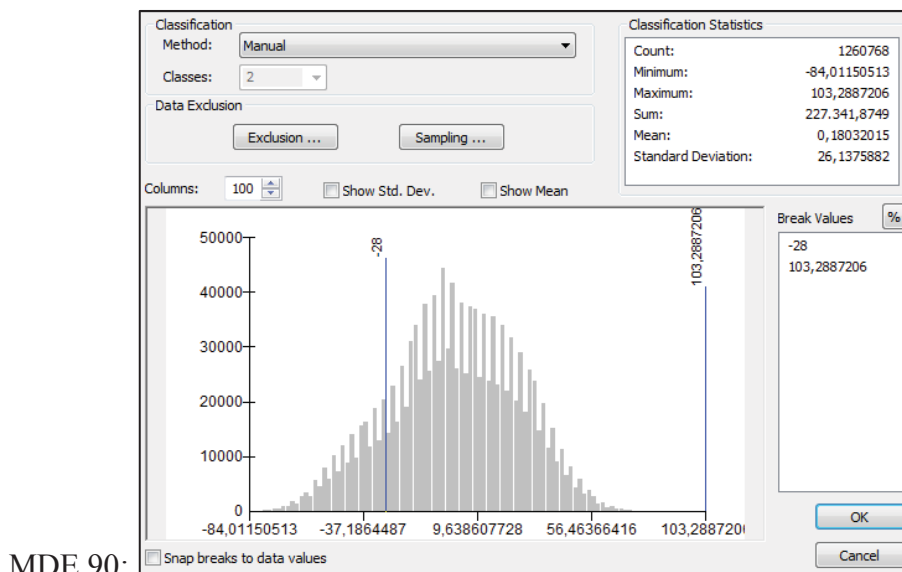 Classification
Method: Manual
Classes: 2
Data Exclusion
Exclusion ...
Sampling ...
Classification Statistics
Count: 1260768
Minimum: -84,01150513
Maximum: 103,2887206
Sum: 227.341,8749
Mean: 0,18032015
Standard Deviation: 26,1375882
Columns: 100 Show Std. Dev. Show Mean
Break Values %
-28
103,2887206
-28
103,2887206
50000
40000
30000
20000
10000
0
-84,01150513 -37,1864487 9,638607728 56,46366416 103,2887206
OK
Cancel
MDE 90: Snap breaks to data values